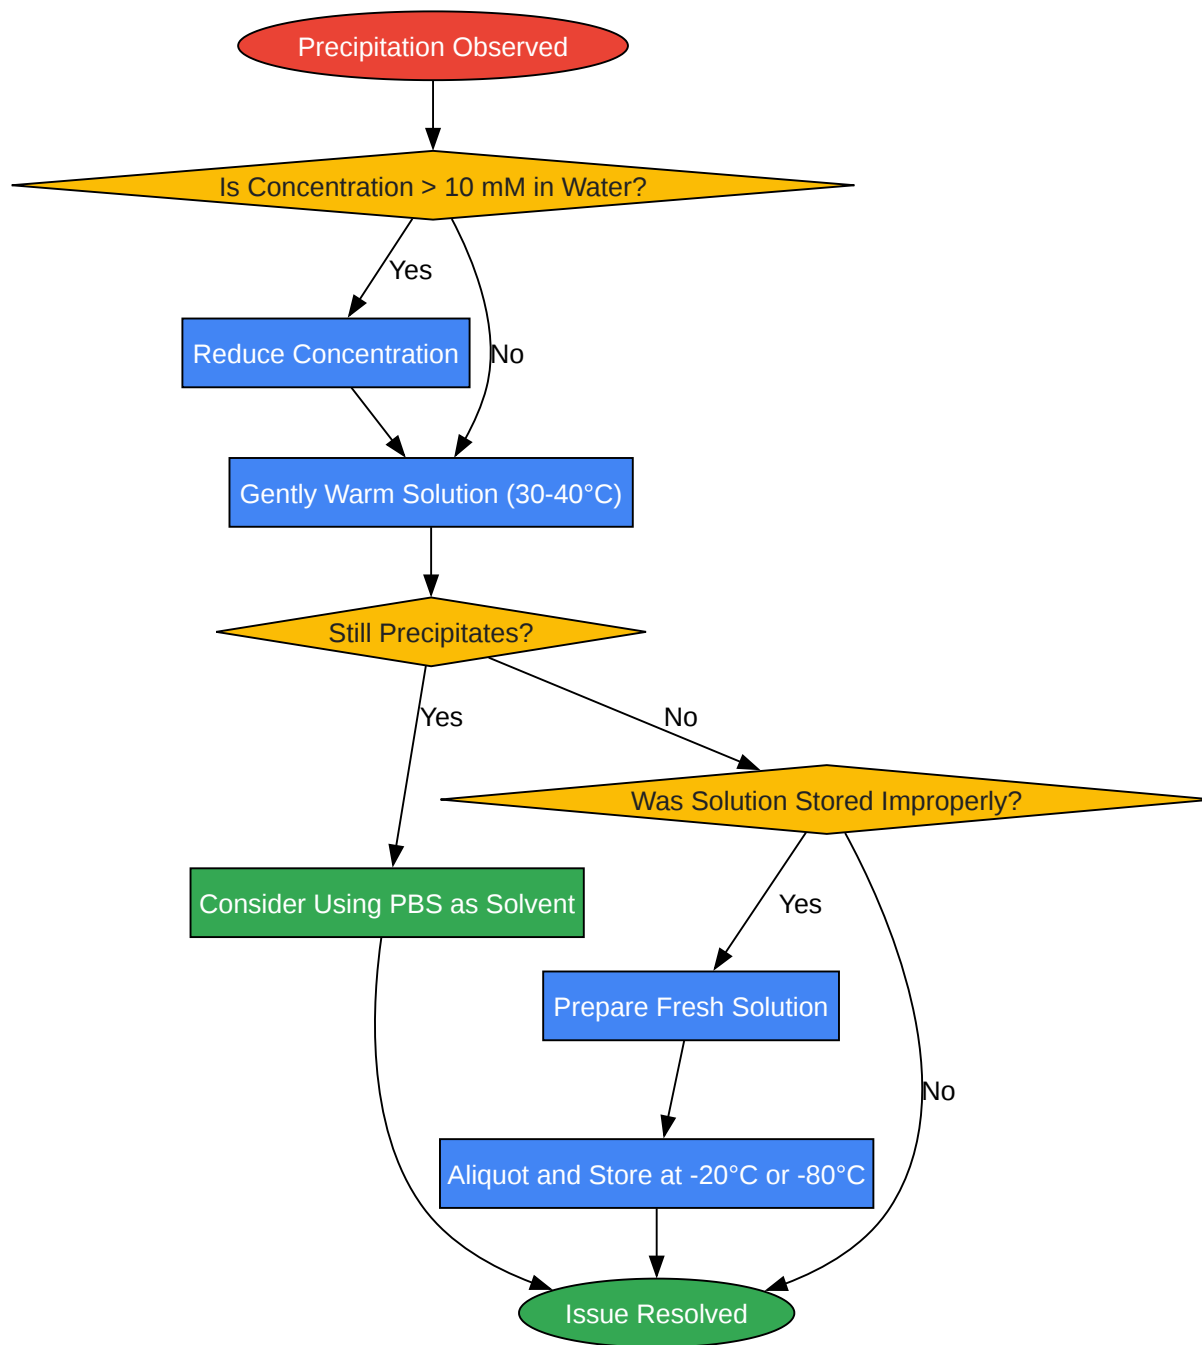 Precipitation Observed
Is Concentration > 10 mM in Water?
Yes
Reduce Concentration
No
Gently Warm Solution (30-40°C)
Still Precipitates?
Yes
No
Was Solution Stored Improperly?
Consider Using PBS as Solvent
Yes
Prepare Fresh Solution
No
Aliquot and Store at -20°C or -80°C
Issue Resolved